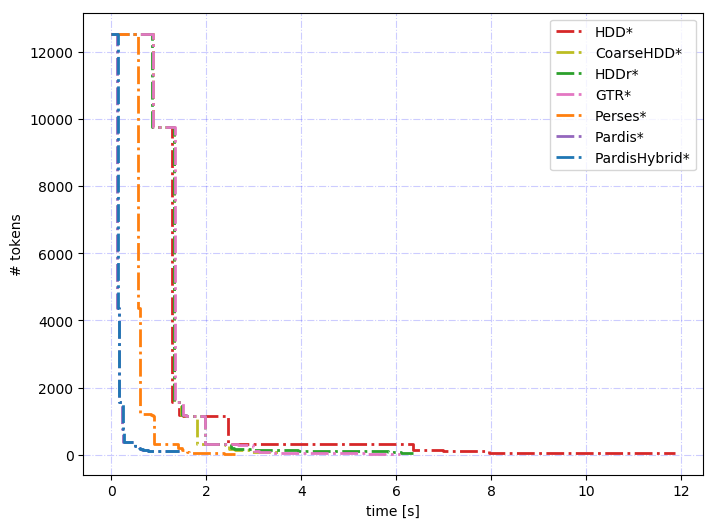 12000
10000
8000
6000
4000
2000
0
# tokens
0
2
4
6
8
10
12
time [s]
HDD*
CoarseHDD*
HDDr*
GTR*
Perses*
Pardis*
PardisHybrid*